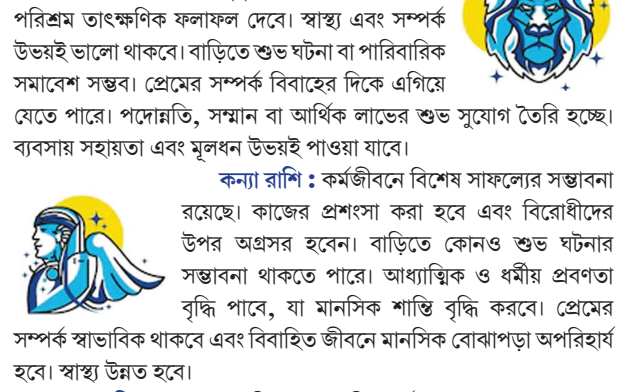 পরিশ্রম তাৎক্ষণিক ফলাফল দেবে। স্বাস্থ্য এবং সম্পর্ক
উভয়ই ভালো থাকবে। বাড়িতে শুভ ঘটনা বা পারিবারিক
সমাবেশ সম্ভব। প্রেমের সম্পর্ক বিবাহের দিকে এগিয়ে
যেতে পারে। পদোন্নতি, সম্মান বা আর্থিক লাভের শুভ সুযোগ তৈরি হচ্ছে।
ব্যবসায় সহায়তা এবং মূলধন উভয়ই পাওয়া যাবে।
কন্যা রাশি : কর্মজীবনে বিশেষ সাফল্যের সম্ভাবনা
রয়েছে। কাজের প্রশংসা করা হবে এবং বিরোধীদের
উপর অগ্রসর হবেন। বাড়িতে কোনও শুভ ঘটনার
সম্ভাবনা থাকতে পারে। আধ্যাত্মিক ও ধর্মীয় প্রবণতা
বৃদ্ধি পাবে, যা মানসিক শান্তি বৃদ্ধি করবে। প্রেমের
সম্পর্ক স্বাভাবিক থাকবে এবং বিবাহিত জীবনে মানসিক বোঝাপড়া অপরিহার্য
হবে। স্বাস্থ্য উন্নত হবে।